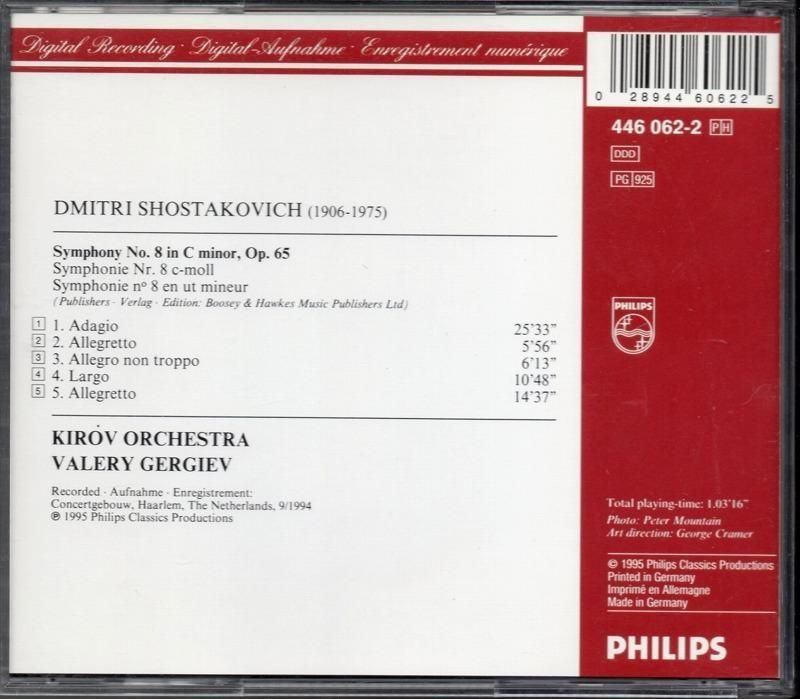 Digital Recording · Digital-Aufnahme · Enregistrement numérique
0 28944 60622 5
446 062-2 PH
DDD
PG 925
DMITRI SHOSTAKOVICH (1906-1975)
Symphony No. 8 in C minor, Op. 65
Symphonie Nr. 8 c-moll
Symphonie nº 8 en ut mineur
(Publishers · Verlag · Edition: Boosey & Hawkes Music Publishers Ltd)
1 1. Adagio 25'33"
2 2. Allegretto 5'56"
3 3. Allegro non troppo 6'13"
4 4. Largo 10'48"
5 5. Allegretto 14'37"
KIROV ORCHESTRA
VALERY GERGIEV
Recorded · Aufnahme · Enregistrement:
Concertgebouw, Haarlem, The Netherlands, 9/1994
℗ 1995 Philips Classics Productions
PHILIPS
Total playing-time: 1.03'16"
Photo: Peter Mountain
Art direction: George Cramer
© 1995 Philips Classics Productions
Printed in Germany
Imprimé en Allemagne
Made in Germany
PHILIPS